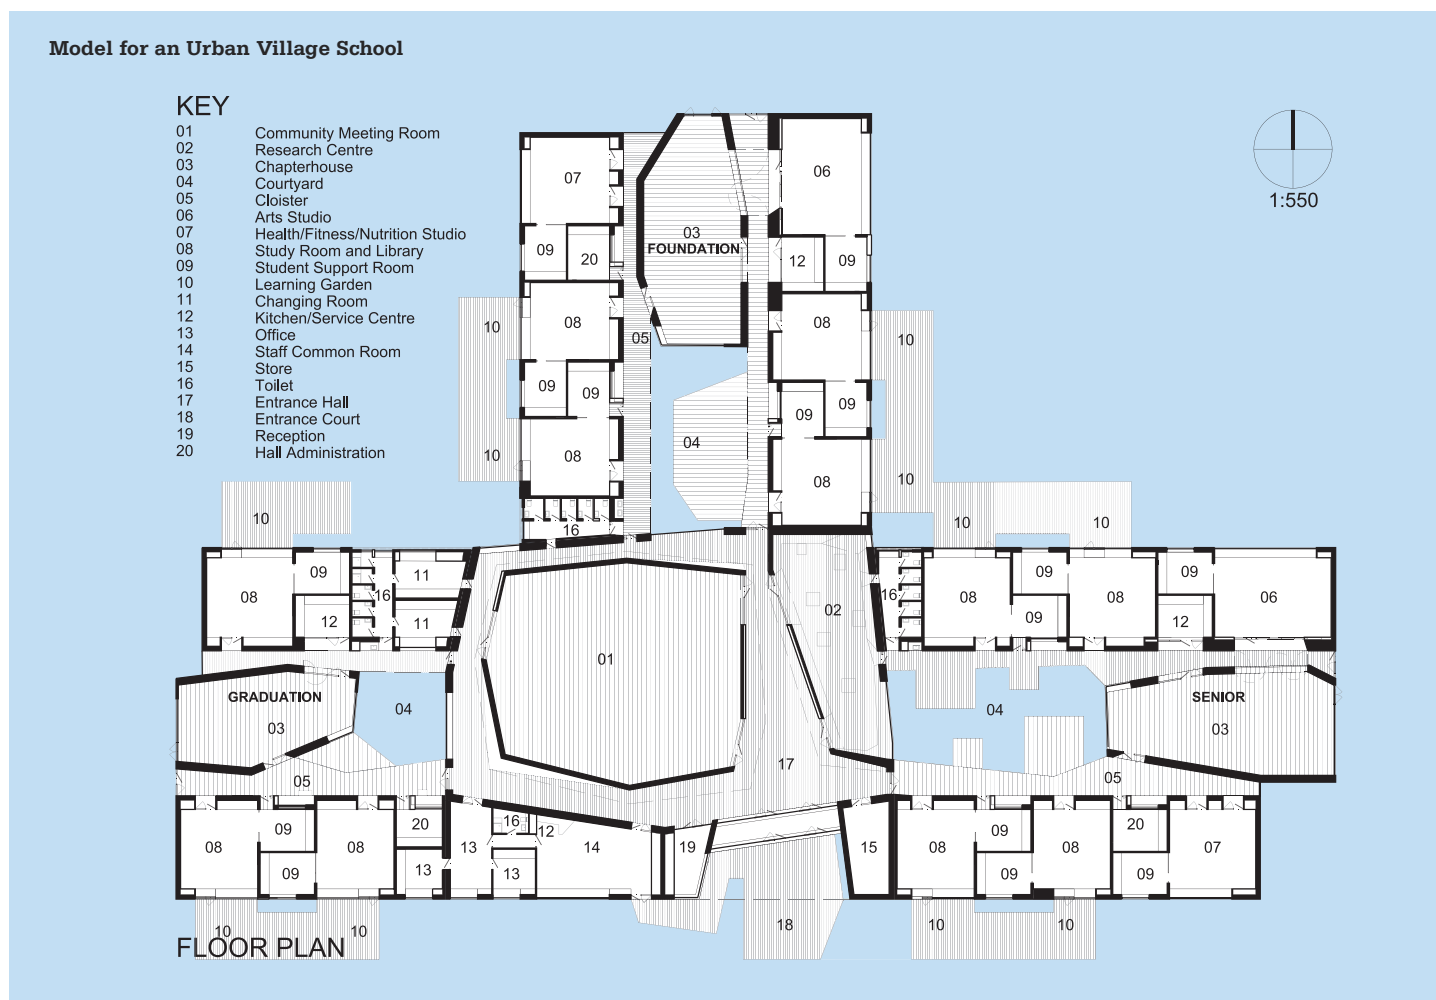 Model for an Urban Village School
KEY
01 Community Meeting Room
02 Research Centre
03 Chapterhouse
04 Courtyard
05 Cloister
06 Arts Studio
07 Health/Fitness/Nutrition Studio
08 Study Room and Library
09 Student Support Room
10 Learning Garden
11 Changing Room
12 Kitchen/Service Centre
13 Office
14 Staff Common Room
15 Store
16 Toilet
17 Entrance Hall
18 Entrance Court
19 Reception
20 Hall Administration
1:550
07
06
03
FOUNDATION
09
20
12
09
08
08
10
05
10
09
09
09
09
04
10
08
08
10
16
10
10
10
09
11
16
08
12
11
01
02
16
08
09
09
08
09
12
06
GRADUATION
03
04
04
SENIOR
03
05
17
05
08
09
09
08
20
13
13
16
12
13
14
19
15
08
09
09
08
20
09
07
10
10
18
10
10
FLOOR PLAN